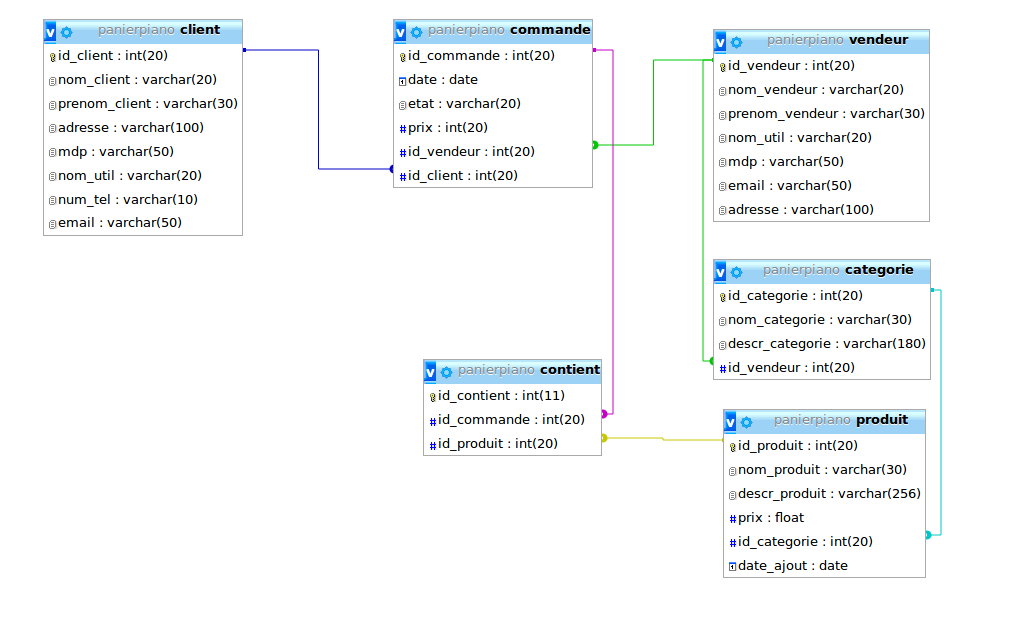 panierpiano client
id_client : int(20)
nom_client : varchar(20)
prenom_client : varchar(30)
adresse : varchar(100)
mdp : varchar(50)
nom_util : varchar(20)
num_tel : varchar(10)
email : varchar(50)
panierpiano commande
id_commande : int(20)
date : date
etat : varchar(20)
prix : int(20)
id_vendeur : int(20)
id_client : int(20)
panierpiano vendeur
id_vendeur : int(20)
nom_vendeur : varchar(20)
prenom_vendeur : varchar(30)
nom_util : varchar(20)
mdp : varchar(50)
email : varchar(50)
adresse : varchar(100)
panierpiano categorie
id_categorie : int(20)
nom_categorie : varchar(30)
descr_categorie : varchar(180)
id_vendeur : int(20)
panierpiano contient
id_contient : int(11)
id_commande : int(20)
id_produit : int(20)
panierpiano produit
id_produit : int(20)
nom_produit : varchar(30)
descr_produit : varchar(256)
prix : float
id_categorie : int(20)
date_ajout : date